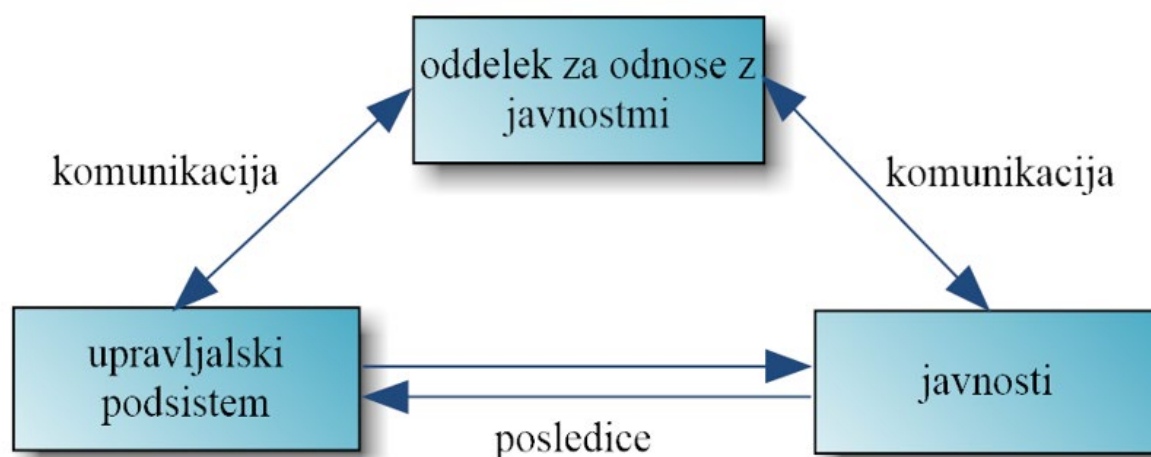 oddelek za odnose z
javnostmi
komunikacija
komunikacija
upravljalski
podsistem
javnosti
posledice